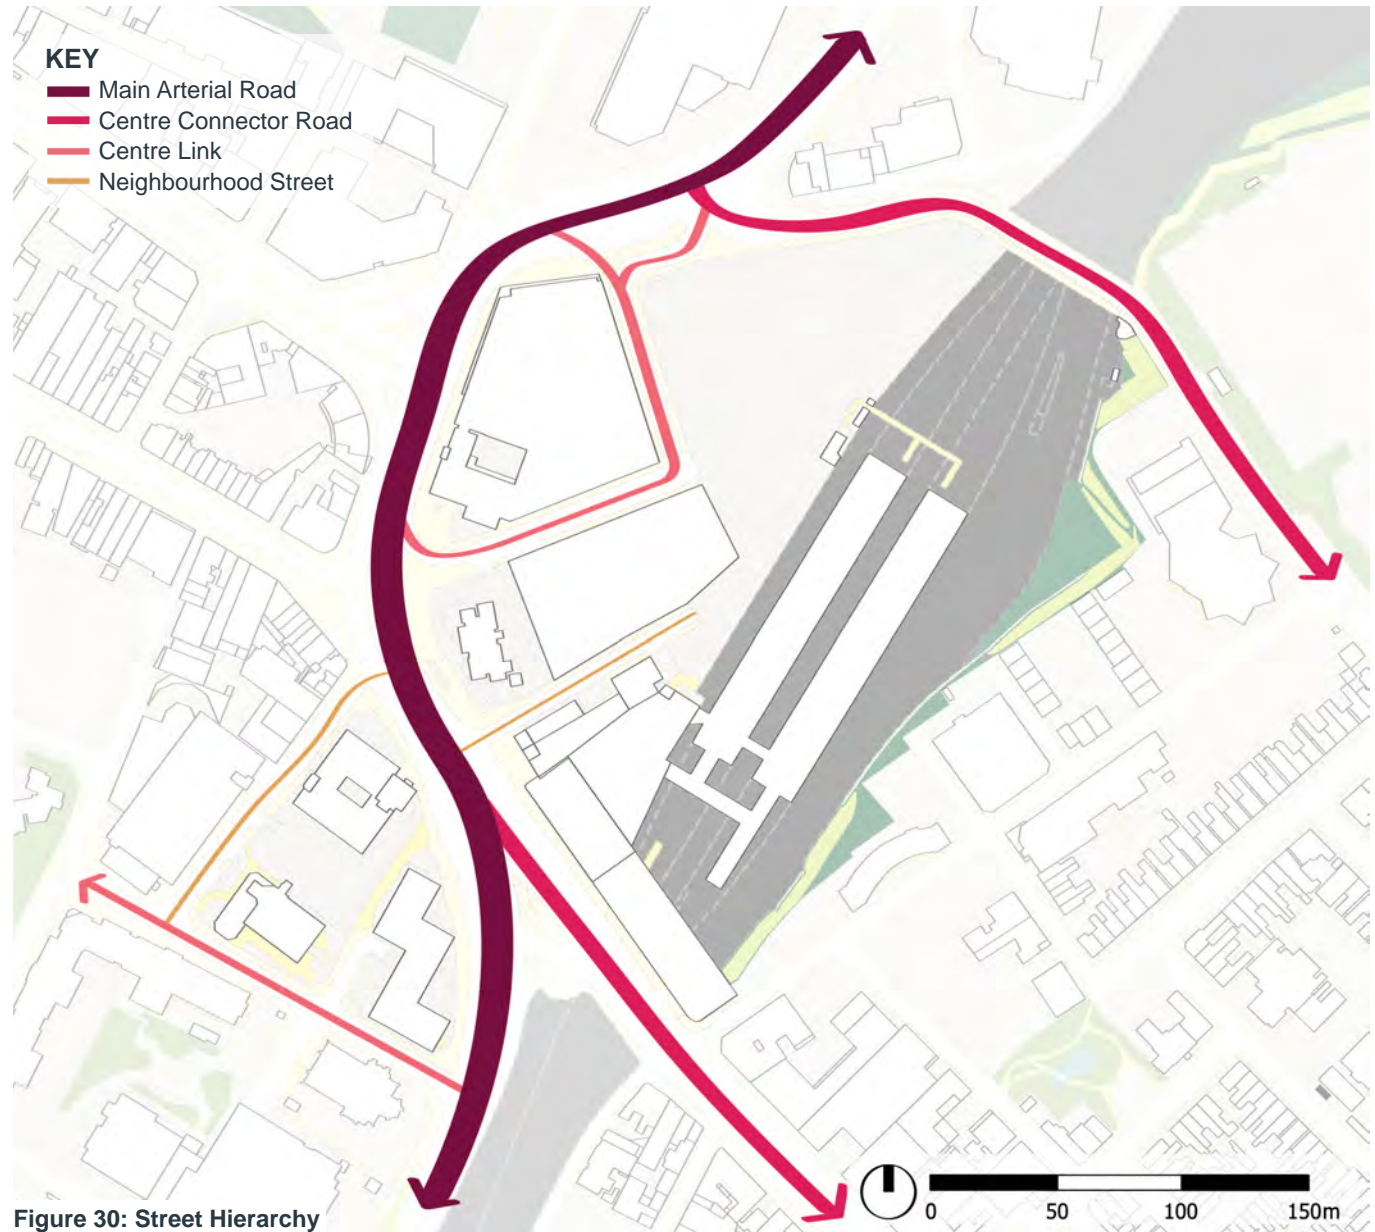 KEY
Main Arterial Road
Centre Connector Road
Centre Link
Neighbourhood Street
0 50 100 150m
Figure 30: Street Hierarchy